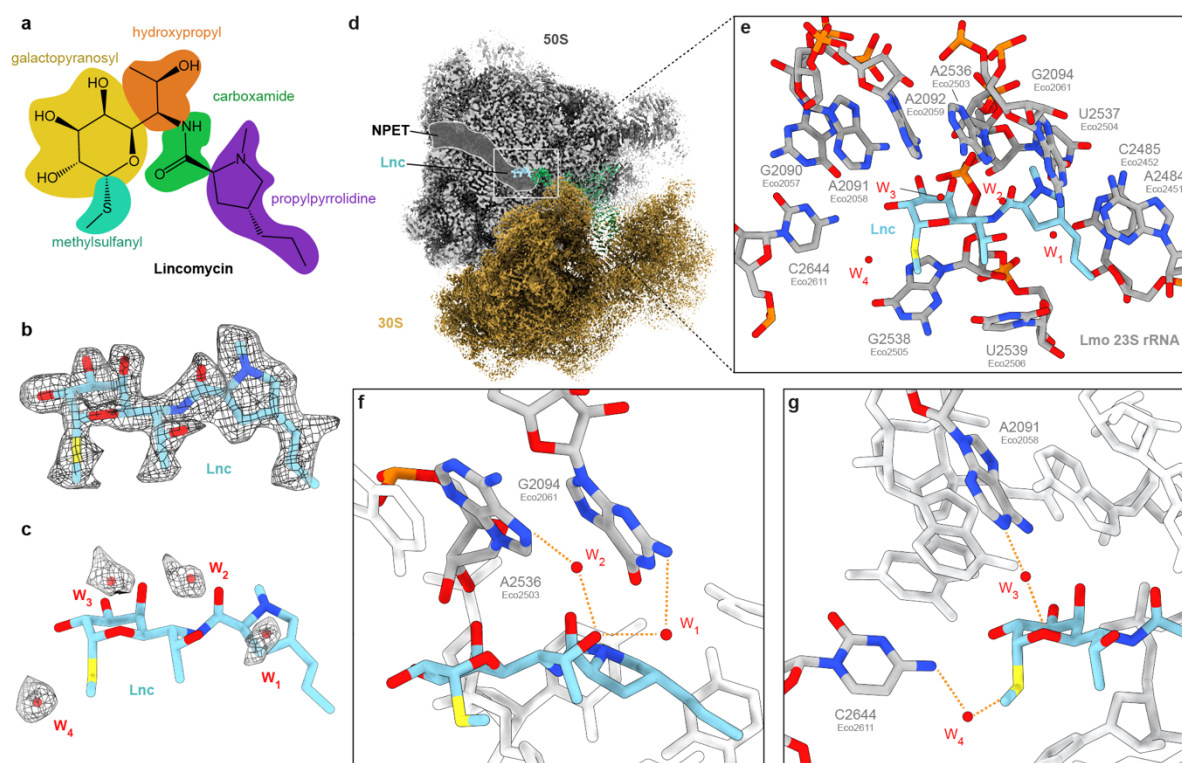 a
hydroxypropyl
galactopyranosyl
OH
HO
carboxamide
HO
NH
N
O
O
HO
OH
S
propylpyrrolidine
methylsulfanyl
Lincomycin
b
Lnc
c
W3
W2
Lnc
W1
W4
d
50S
NPET
Lnc
30S
e
A2536
Eco2503
G2094
Eco2061
A2092
Eco2059
U2537
Eco2504
C2485
Eco2452
A2484
Eco2451
G2090
Eco2057
A2091
Eco2058
W3
W2
Lnc
W1
C2644
Eco2611
W4
G2538
Eco2505
U2539
Eco2506
Lmo 23S rRNA
f
G2094
Eco2061
W2
A2536
Eco2503
W1
g
A2091
Eco2058
W3
C2644
Eco2611
W4